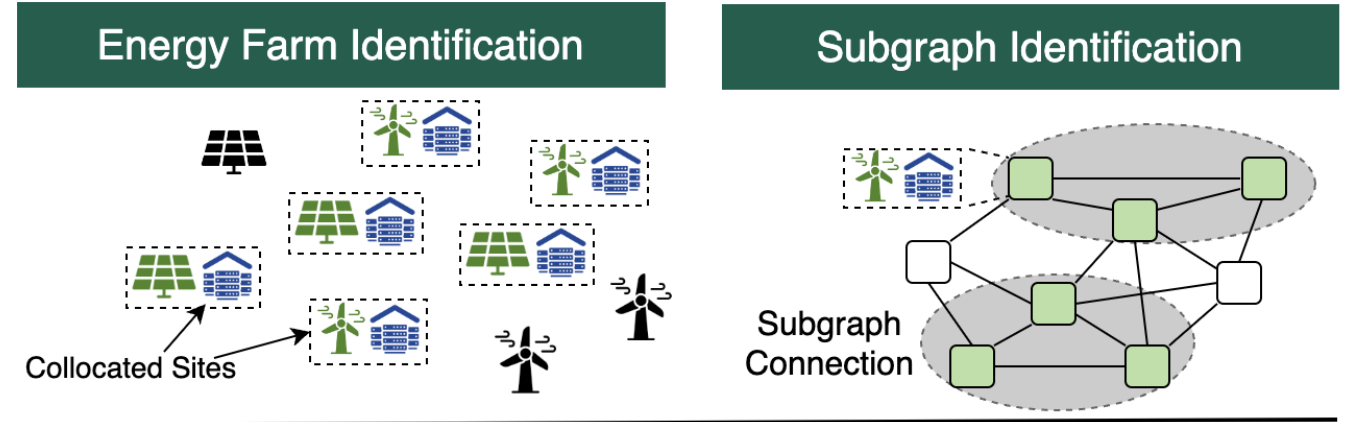 Energy Farm Identification
Subgraph Identification
Collocated Sites
Subgraph
Connection